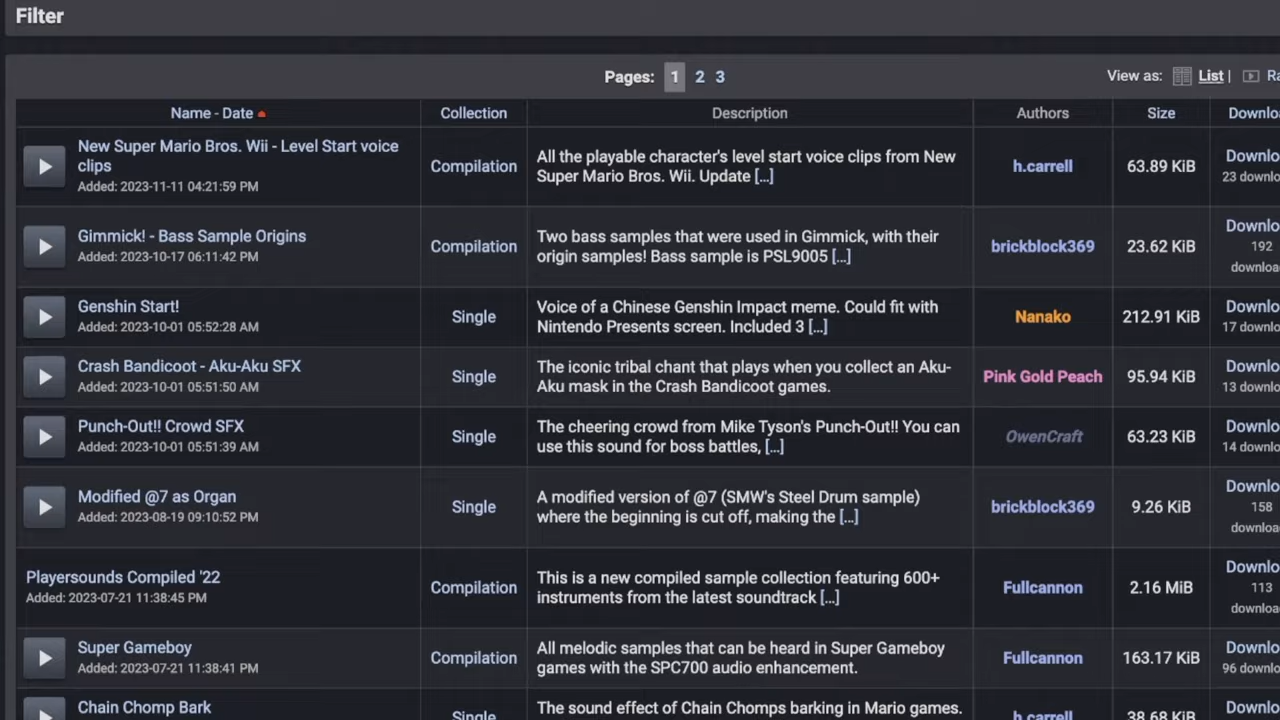 Filter
Pages: 1 2 3
View as: List |
Name - Date Collection Description Authors Size
New Super Mario Bros. Wii - Level Start voice
clips
Added: 2023-11-11 04:21:59 PM
Compilation
All the playable character's level start voice clips from New
Super Mario Bros. Wii. Update [...]
h.carrell
63.89 KiB
23
Gimmick! - Bass Sample Origins
Added: 2023-10-17 06:11:42 PM
Compilation
Two bass samples that were used in Gimmick, with their
origin samples! Bass sample is PSL9005 [...]
brickblock369
23.62 KiB
192
Genshin Start!
Added: 2023-10-01 05:52:28 AM
Single
Voice of a Chinese Genshin Impact meme. Could fit with
Nintendo Presents screen. Included 3 [...]
Nanako
212.91 KiB
17
Crash Bandicoot - Aku-Aku SFX
Added: 2023-10-01 05:51:50 AM
Single
The iconic tribal chant that plays when you collect an Aku-
Aku mask in the Crash Bandicoot games.
Pink Gold Peach
95.94 KiB
13
Punch-Out!! Crowd SFX
Added: 2023-10-01 05:51:39 AM
Single
The cheering crowd from Mike Tyson's Punch-Out!! You can
use this sound for boss battles, [...]
OwenCraft
63.23 KiB
14
Modified @7 as Organ
Added: 2023-08-19 09:10:52 PM
Single
A modified version of @7 (SMW's Steel Drum sample)
where the beginning is cut off, making the [...]
brickblock369
9.26 KiB
158
Playersounds Compiled '22
Added: 2023-07-21 11:38:45 PM
Compilation
This is a new compiled sample collection featuring 600+
instruments from the latest soundtrack [...]
Fullcannon
2.16 MiB
113
Super Gameboy
Added: 2023-07-21 11:38:41 PM
Compilation
All melodic samples that can be heard in Super Gameboy
games with the SPC700 audio enhancement.
Fullcannon
163.17 KiB
96
Chain Chomp Bark
Single
The sound effect of Chain Chomps barking in Mario games.
h.carrell
38.68 KiB